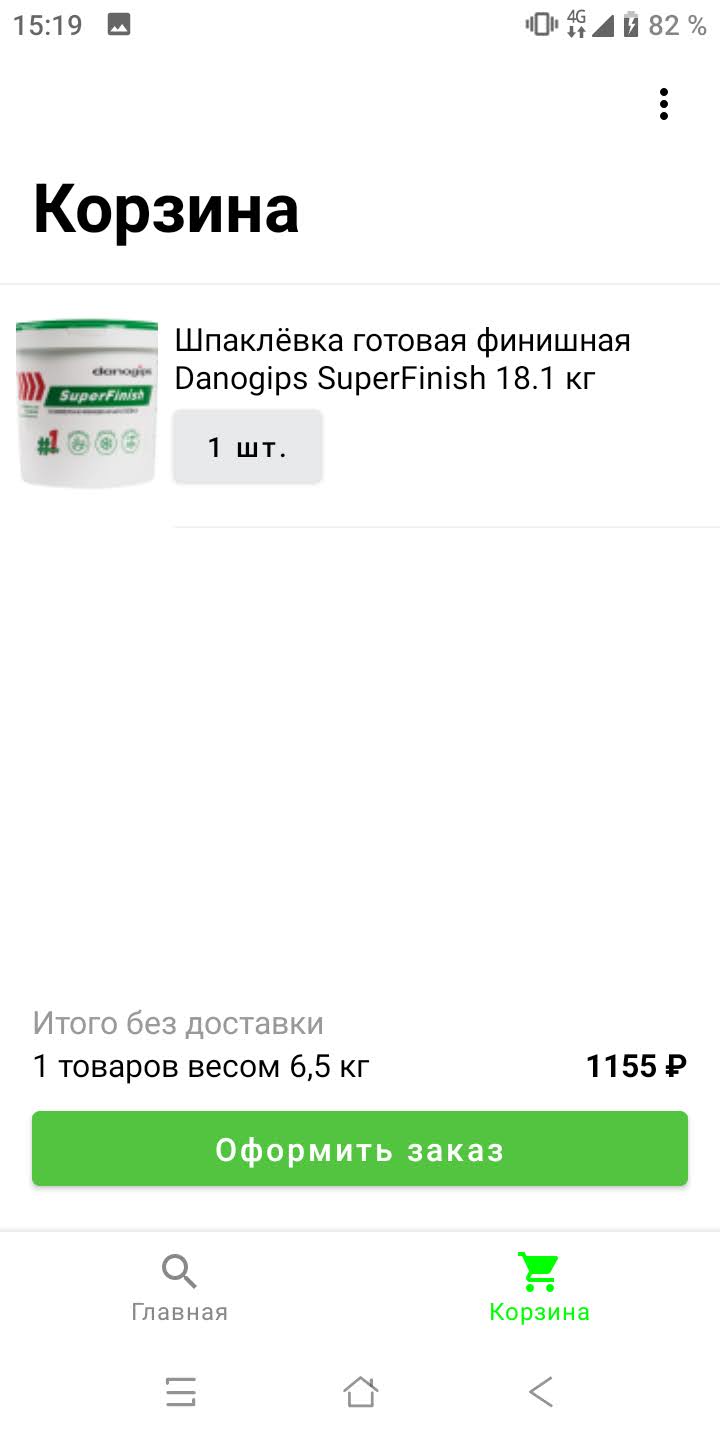 15:19
4G
82 %
Корзина
danogips
SuperFinish
#1
Шпаклёвка готовая финишная
Danogips SuperFinish 18.1 кг
1 шт.
Итого без доставки
1 товаров весом 6,5 кг
1155 ₽
Оформить заказ
Главная
Корзина